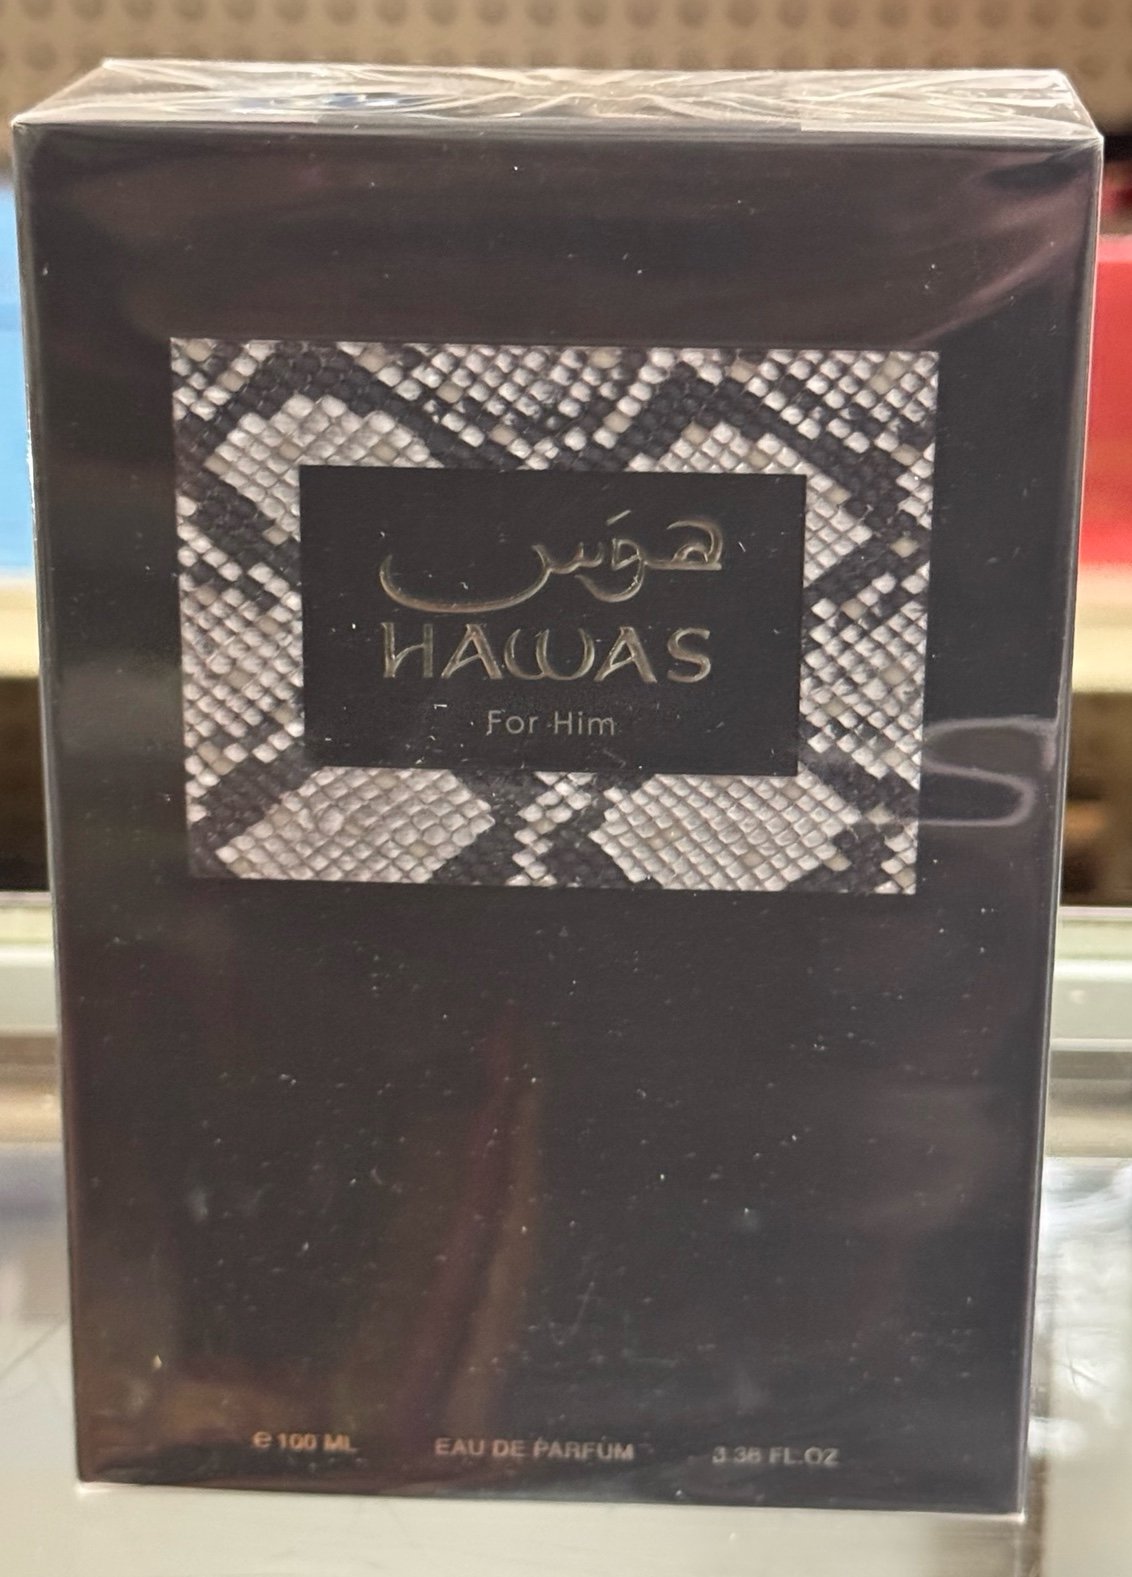 هوَس
HAWAS
For Him
e 100 ML EAU DE PARFUM 3.38 FL.OZ